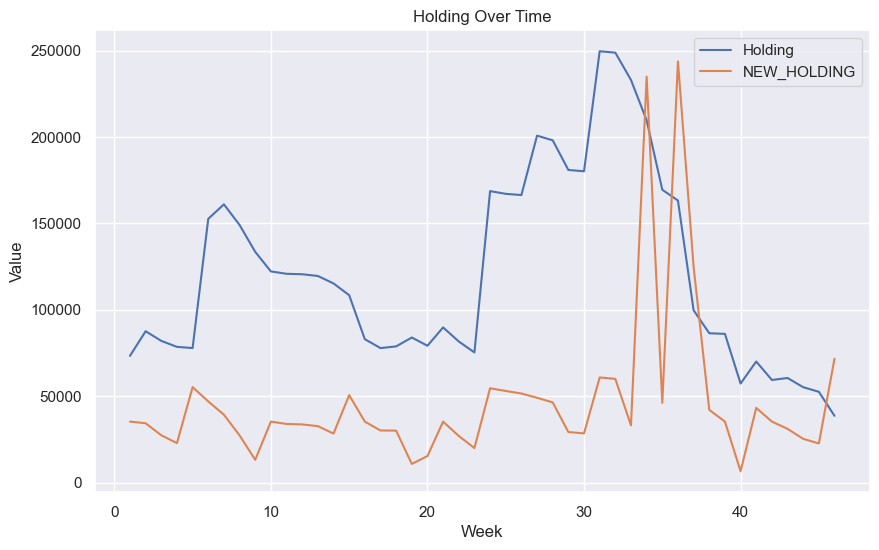 Holding Over Time
Holding
NEW_HOLDING
250000
200000
150000
100000
50000
0
Value
0 10 20 30 40
Week